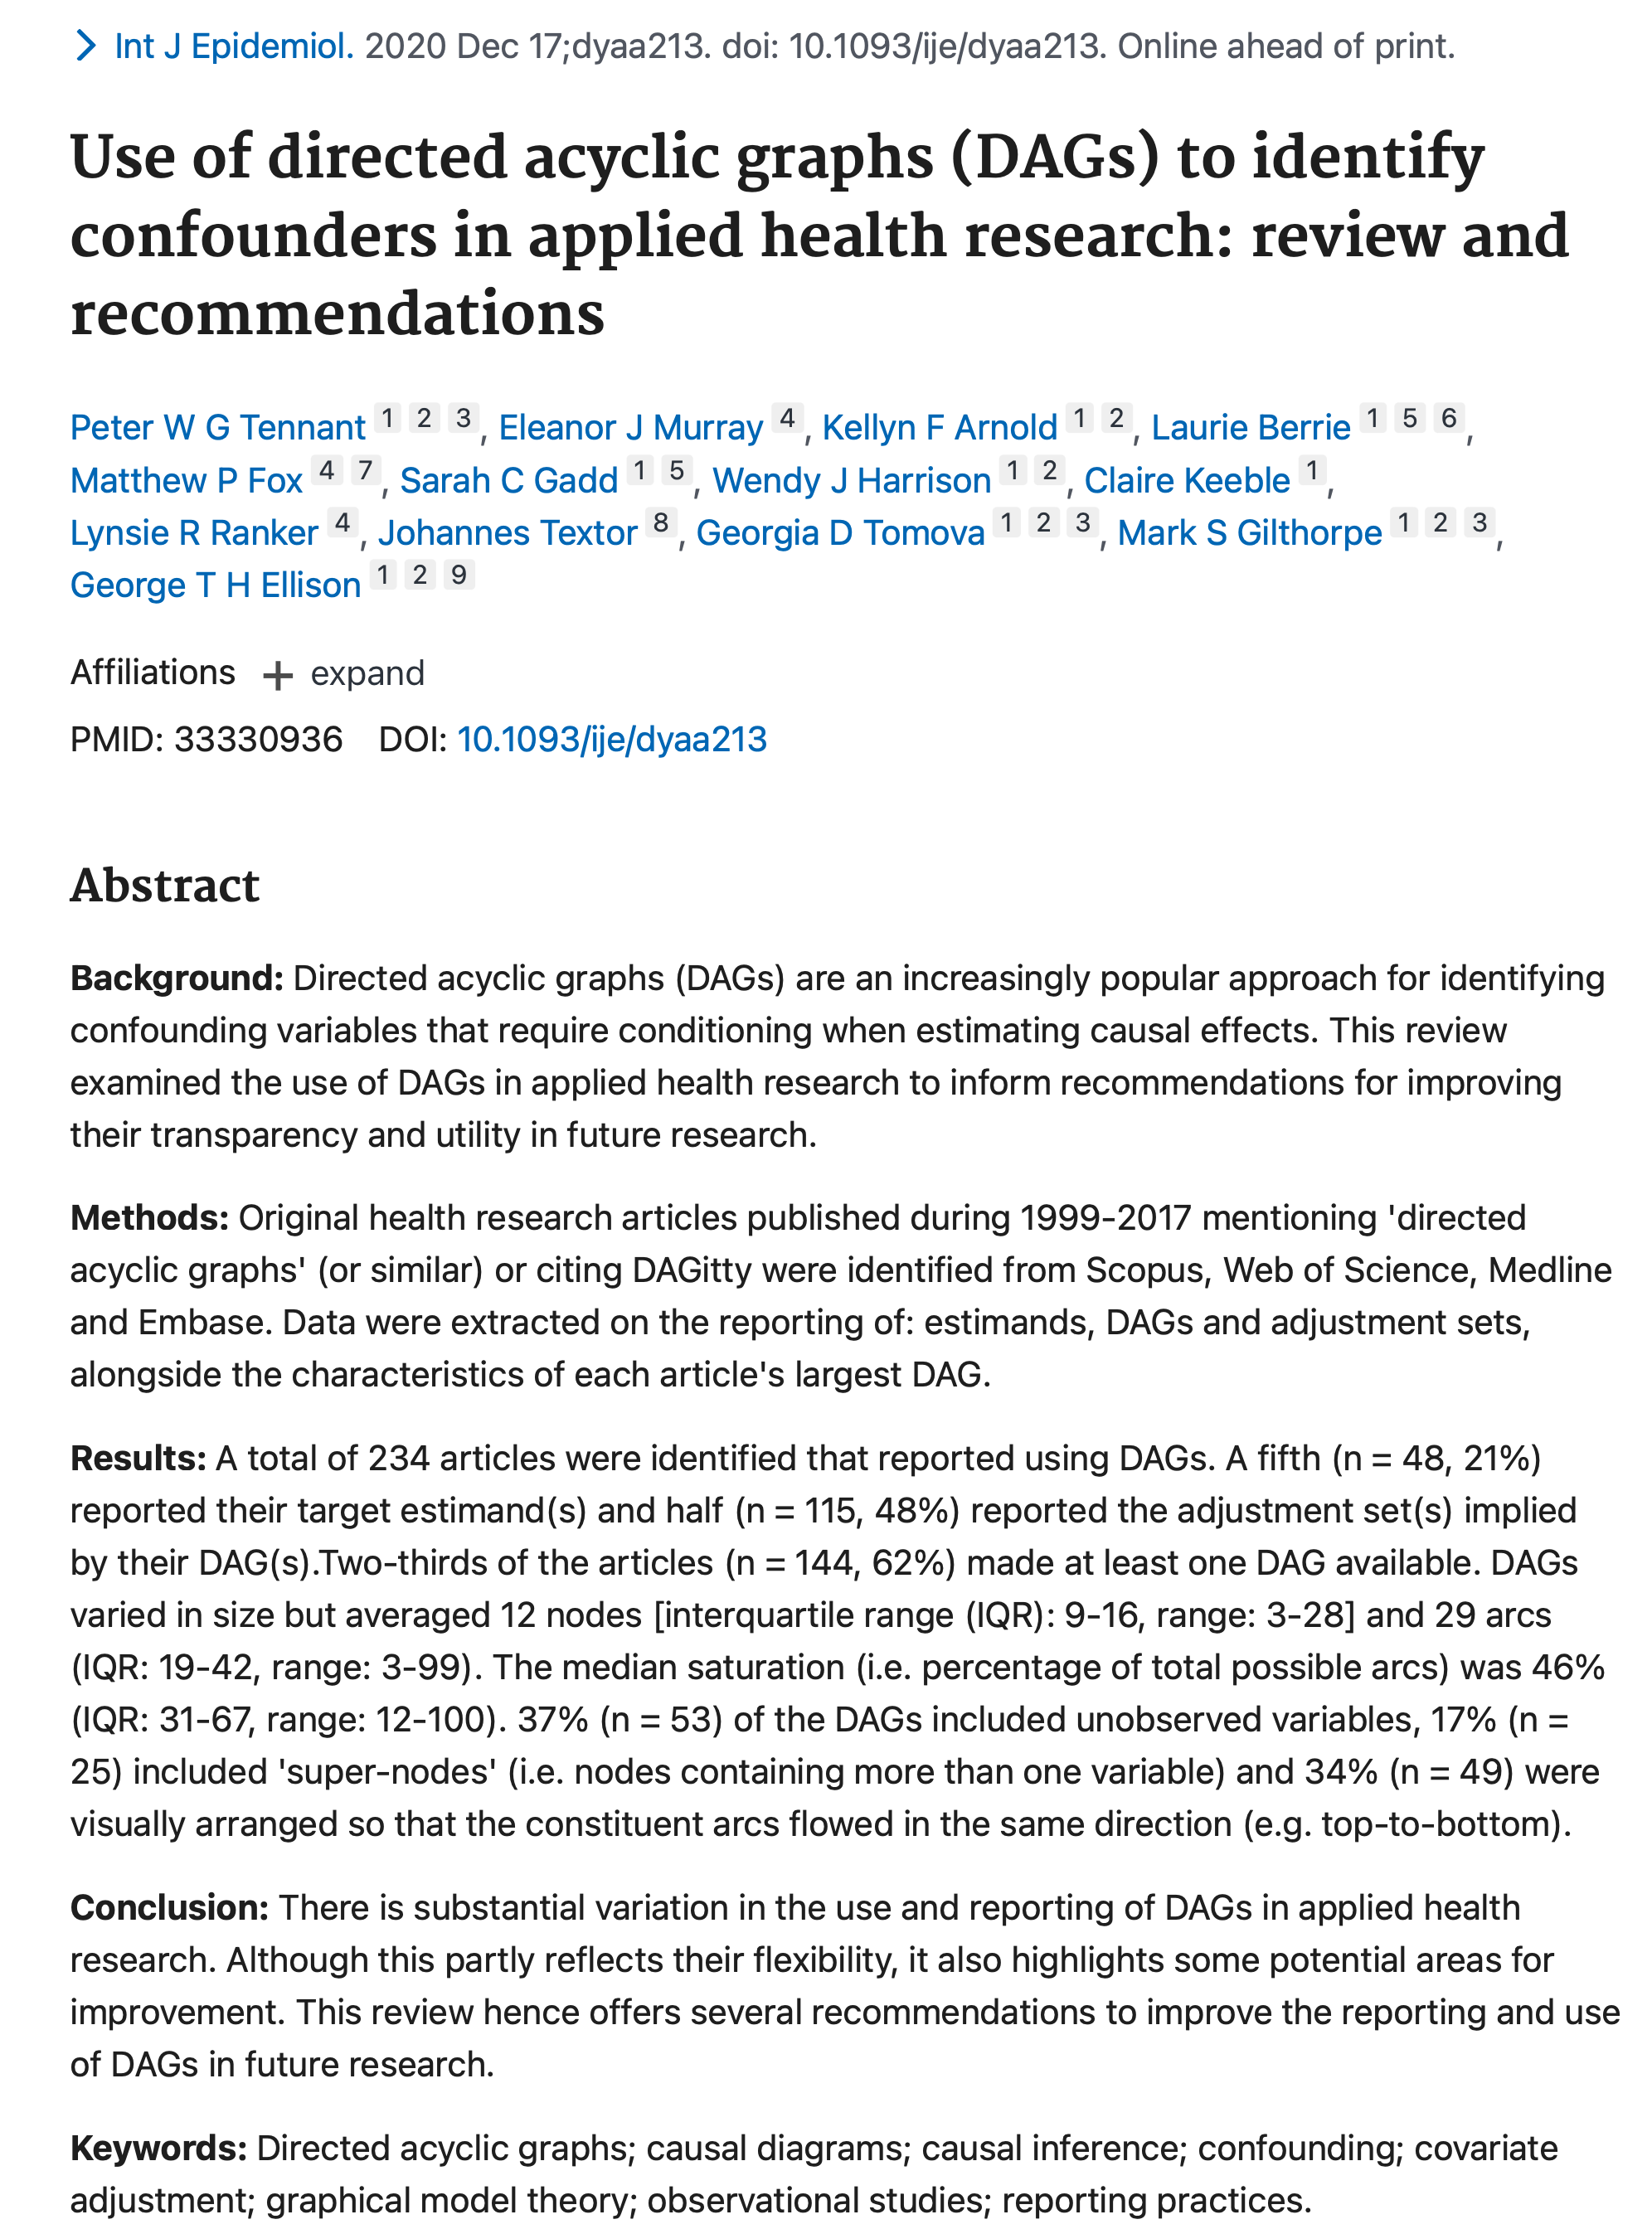 Int J Epidemiol. 2020 Dec 17;dyaa213. doi: 10.1093/ije/dyaa213. Online ahead of print.
Use of directed acyclic graphs (DAGs) to identify
confounders in applied health research: review and
recommendations
Peter W G Tennant 1 2 3, Eleanor J Murray 4, Kellyn F Arnold 1 2, Laurie Berrie 1 5 6,
Matthew P Fox 4 7, Sarah C Gadd 1 5, Wendy J Harrison 1 2, Claire Keeble 1,
Lynsie R Ranker 4, Johannes Textor 8, Georgia D Tomova 1 2 3, Mark S Gilthorpe 1 2 3,
George T H Ellison 1 2 9
Affiliations + expand
PMID: 33330936 DOI: 10.1093/ije/dyaa213
Abstract
Background: Directed acyclic graphs (DAGs) are an increasingly popular approach for identifying
confounding variables that require conditioning when estimating causal effects. This review
examined the use of DAGs in applied health research to inform recommendations for improving
their transparency and utility in future research.
Methods: Original health research articles published during 1999-2017 mentioning 'directed
acyclic graphs' (or similar) or citing DAGitty were identified from Scopus, Web of Science, Medline
and Embase. Data were extracted on the reporting of: estimands, DAGs and adjustment sets,
alongside the characteristics of each article's largest DAG.
Results: A total of 234 articles were identified that reported using DAGs. A fifth (n = 48, 21%)
reported their target estimand(s) and half (n = 115, 48%) reported the adjustment set(s) implied
by their DAG(s).Two-thirds of the articles (n = 144, 62%) made at least one DAG available. DAGs
varied in size but averaged 12 nodes [interquartile range (IQR): 9-16, range: 3-28] and 29 arcs
(IQR: 19-42, range: 3-99). The median saturation (i.e. percentage of total possible arcs) was 46%
(IQR: 31-67, range: 12-100). 37% (n = 53) of the DAGs included unobserved variables, 17% (n =
25) included 'super-nodes' (i.e. nodes containing more than one variable) and 34% (n = 49) were
visually arranged so that the constituent arcs flowed in the same direction (e.g. top-to-bottom).
Conclusion: There is substantial variation in the use and reporting of DAGs in applied health
research. Although this partly reflects their flexibility, it also highlights some potential areas for
improvement. This review hence offers several recommendations to improve the reporting and use
of DAGs in future research.
Keywords: Directed acyclic graphs; causal diagrams; causal inference; confounding; covariate
adjustment; graphical model theory; observational studies; reporting practices.